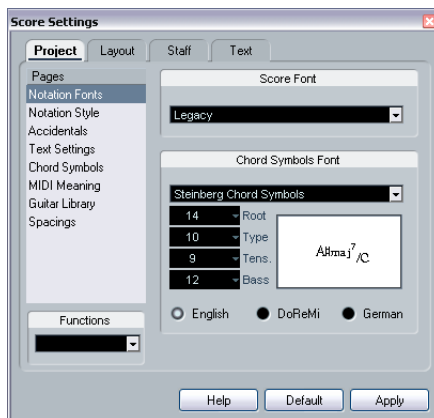 Score Settings
Project Layout Staff Text
Pages
Notation Fonts
Notation Style
Accidentals
Text Settings
Chord Symbols
MIDI Meaning
Guitar Library
Spacings
Functions
Score Font
Legacy
Chord Symbols Font
Steinberg Chord Symbols
14 Root
10 Type
9 Tens.
12 Bass
A#maj7/C
English DoReMi German
Help Default Apply